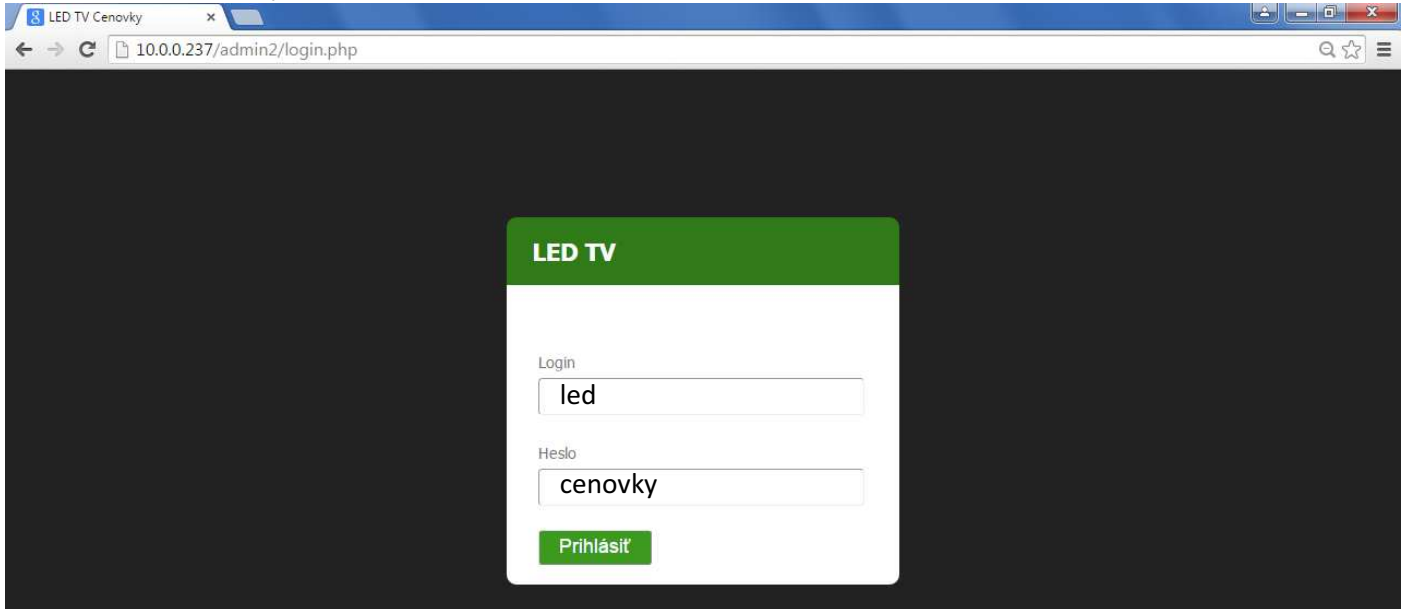 LED TV Cenovky
10.0.0.237/admin2/login.php
LED TV
Login
led
Heslo
cenovky
Prihlásiť